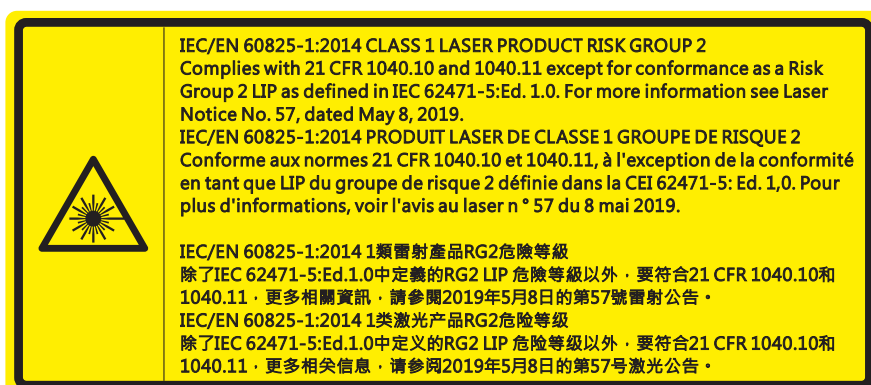 IEC/EN 60825-1:2014 CLASS 1 LASER PRODUCT RISK GROUP 2
Complies with 21 CFR 1040.10 and 1040.11 except for conformance as a Risk
Group 2 LIP as defined in IEC 62471-5:Ed. 1.0. For more information see Laser
Notice No. 57, dated May 8, 2019.
IEC/EN 60825-1:2014 PRODUIT LASER DE CLASSE 1 GROUPE DE RISQUE 2
Conforme aux normes 21 CFR 1040.10 et 1040.11, à l'exception de la conformité
en tant que LIP du groupe de risque 2 définie dans la CEI 62471-5: Ed. 1,0. Pour
plus d'informations, voir l'avis au laser n ° 57 du 8 mai 2019.
IEC/EN 60825-1:2014 1類雷射產品RG2危險等級
除了IEC 62471-5:Ed.1.0中定義的RG2 LIP 危險等級以外，要符合21 CFR 1040.10和
1040.11，更多相關資訊，請參閱2019年5月8日的第57號雷射公告。
IEC/EN 60825-1:2014 1类激光产品RG2危险等级
除了IEC 62471-5:Ed.1.0中定义的RG2 LIP 危险等级以外，要符合21 CFR 1040.10和
1040.11，更多相关信息，请参阅2019年5月8日的第57号激光公告。